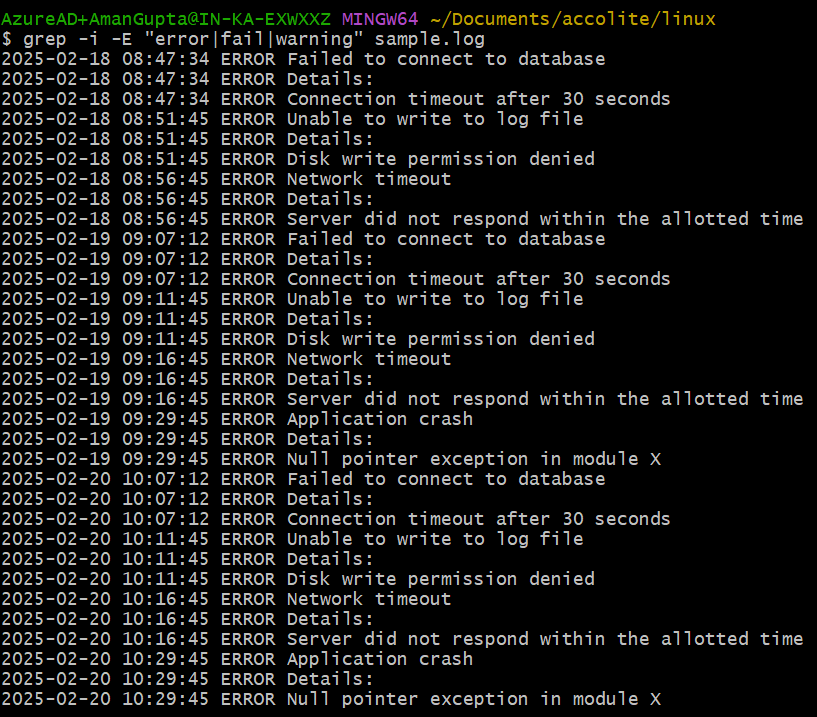 AzureAD+AmanGupta@IN-KA-EXWXXZ MINGW64 ~/Documents/accolite/linux
$ grep -i -E "error|fail|warning" sample.log
2025-02-18 08:47:34 ERROR Failed to connect to database
2025-02-18 08:47:34 ERROR Details:
2025-02-18 08:47:34 ERROR Connection timeout after 30 seconds
2025-02-18 08:51:45 ERROR Unable to write to log file
2025-02-18 08:51:45 ERROR Details:
2025-02-18 08:51:45 ERROR Disk write permission denied
2025-02-18 08:56:45 ERROR Network timeout
2025-02-18 08:56:45 ERROR Details:
2025-02-18 08:56:45 ERROR Server did not respond within the allotted time
2025-02-19 09:07:12 ERROR Failed to connect to database
2025-02-19 09:07:12 ERROR Details:
2025-02-19 09:07:12 ERROR Connection timeout after 30 seconds
2025-02-19 09:11:45 ERROR Unable to write to log file
2025-02-19 09:11:45 ERROR Details:
2025-02-19 09:11:45 ERROR Disk write permission denied
2025-02-19 09:16:45 ERROR Network timeout
2025-02-19 09:16:45 ERROR Details:
2025-02-19 09:16:45 ERROR Server did not respond within the allotted time
2025-02-19 09:29:45 ERROR Application crash
2025-02-19 09:29:45 ERROR Details:
2025-02-19 09:29:45 ERROR Null pointer exception in module X
2025-02-20 10:07:12 ERROR Failed to connect to database
2025-02-20 10:07:12 ERROR Details:
2025-02-20 10:07:12 ERROR Connection timeout after 30 seconds
2025-02-20 10:11:45 ERROR Unable to write to log file
2025-02-20 10:11:45 ERROR Details:
2025-02-20 10:11:45 ERROR Disk write permission denied
2025-02-20 10:16:45 ERROR Network timeout
2025-02-20 10:16:45 ERROR Details:
2025-02-20 10:16:45 ERROR Server did not respond within the allotted time
2025-02-20 10:29:45 ERROR Application crash
2025-02-20 10:29:45 ERROR Details:
2025-02-20 10:29:45 ERROR Null pointer exception in module X